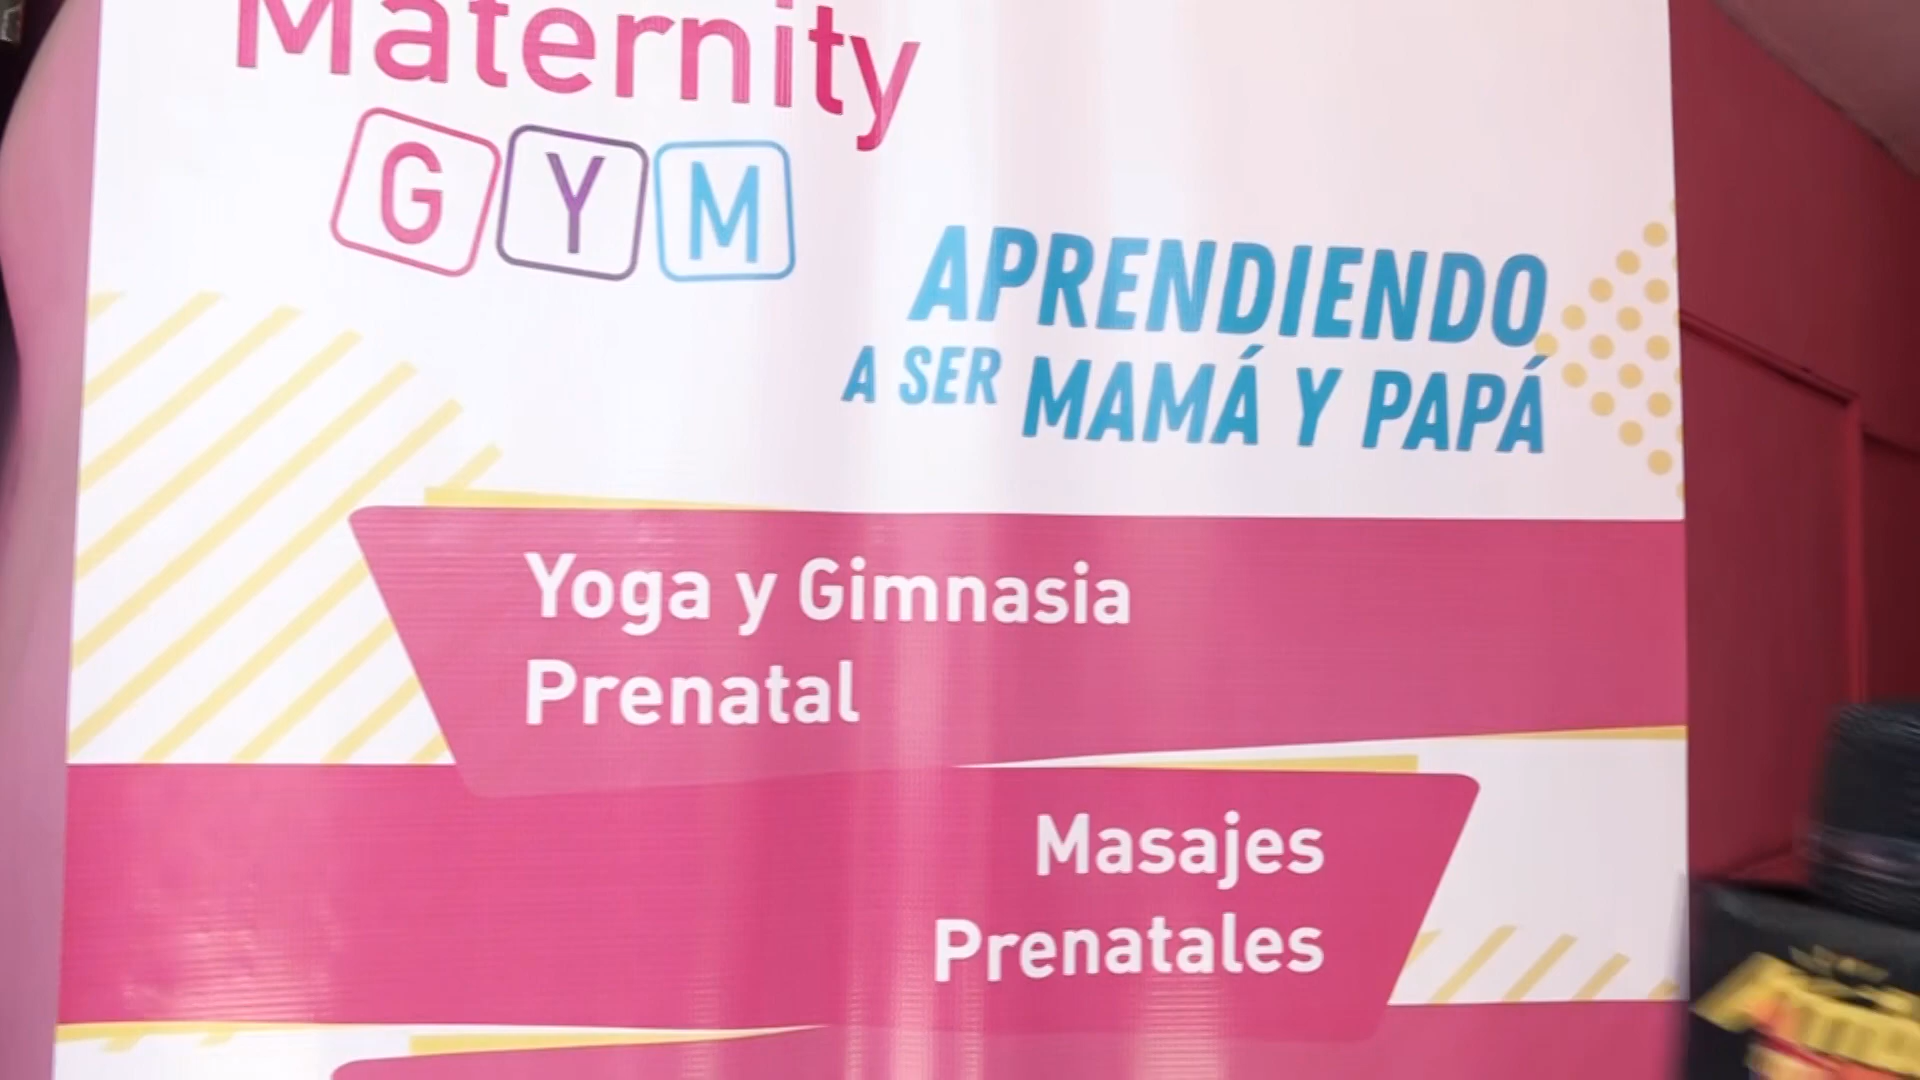 Maternity
GYM
APRENDIENDO
A SER MAMÁ Y PAPÁ
Yoga y Gimnasia
Prenatal
Masajes
Prenatales